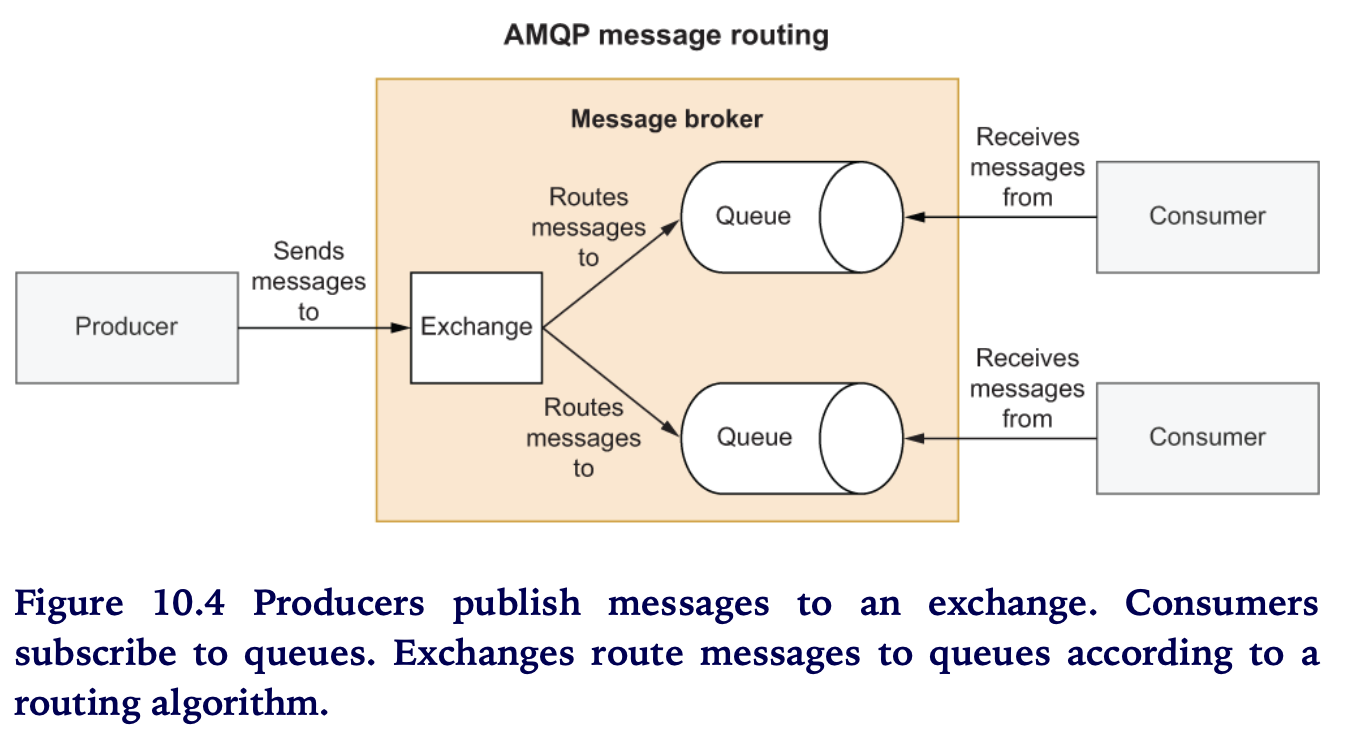 AMQP message routing
Message broker
Producer
Sends
messages
to
Exchange
Routes
messages
to
Queue
Receives
messages
from
Consumer
Routes
messages
to
Queue
Receives
messages
from
Consumer
Figure 10.4 Producers publish messages to an exchange. Consumers
subscribe to queues. Exchanges route messages to queues according to a
routing algorithm.